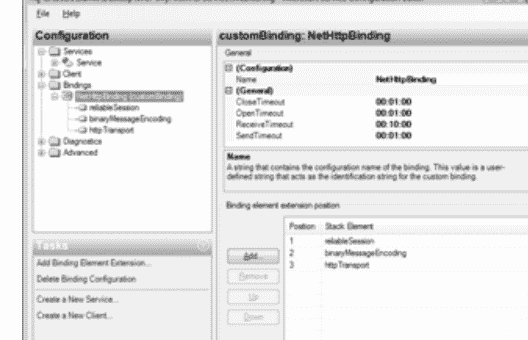 File Help
Configuration
Services
Service
Client
Bindings
NetHttpBinding (customBinding)
reliableSession
binaryMessageEncoding
httpTransport
Diagnostics
Advanced
Tasks
Add Binding Element Extension...
Delete Binding Configuration
Create a New Service...
Create a New Client...
customBinding: NetHttpBinding
General
(Configuration)
Name NetHttpBinding
(General)
CloseTimeout 00:01:00
OpenTimeout 00:01:00
ReceiveTimeout 00:10:00
SendTimeout 00:01:00
Name
A string that contains the configuration name of the binding. This value is a user-
defined string that acts as the identification string for the custom binding.
Binding element extension position
Position Stack Element
1 reliableSession
2 binaryMessageEncoding
3 httpTransport
Add...
Remove
Up
Down